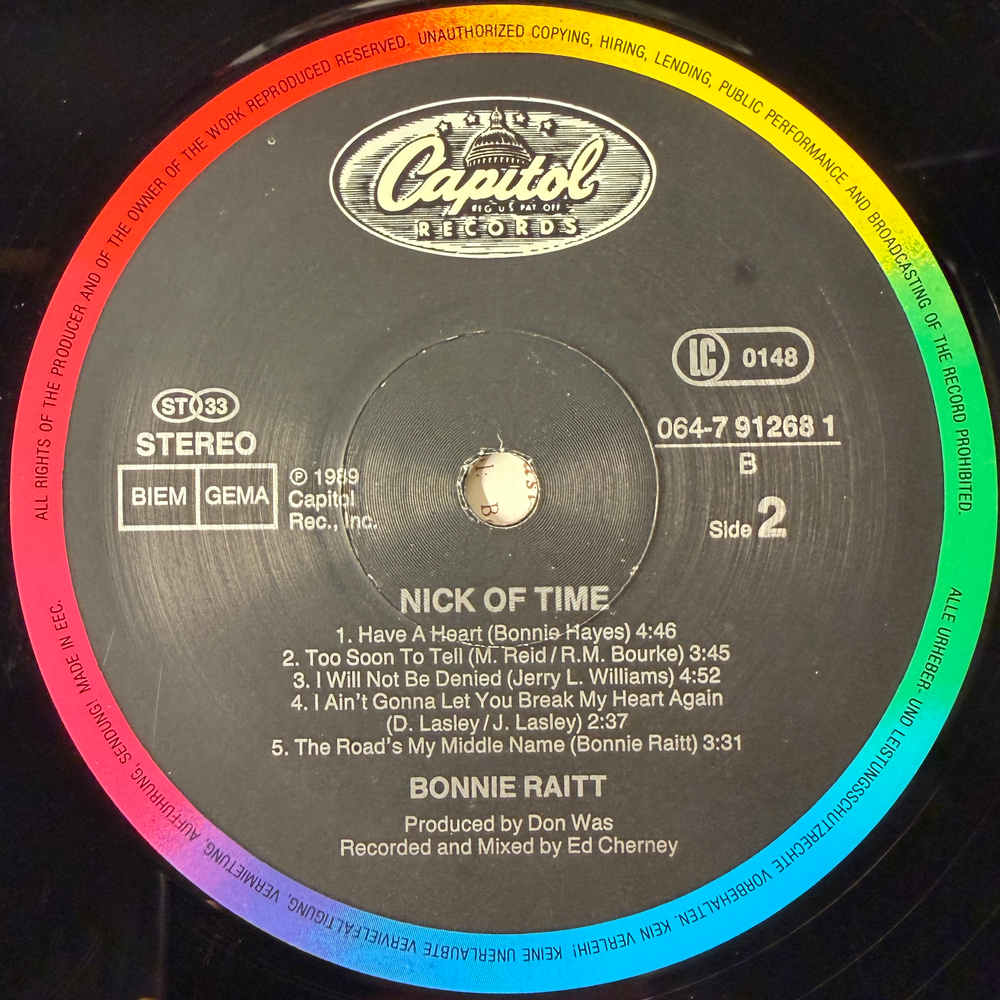 ALL RIGHTS OF THE PRODUCER AND OF THE OWNER OF THE WORK REPRODUCED RESERVED. UNAUTHORIZED COPYING, HIRING, LENDING, PUBLIC PERFORMANCE AND BROADCASTING OF THE RECORD PROHIBITED.
Capitol
REG U.S. PAT OFF
RECORDS
LC 0148
ST 33
STEREO
BIEM GEMA
℗ 1989
Capitol
Rec., Inc.
064-7 91268 1
B
Side 2
NICK OF TIME
1. Have A Heart (Bonnie Hayes) 4:46
2. Too Soon To Tell (M. Reid / R.M. Bourke) 3:45
3. I Will Not Be Denied (Jerry L. Williams) 4:52
4. I Ain't Gonna Let You Break My Heart Again
(D. Lasley / J. Lasley) 2:37
5. The Road's My Middle Name (Bonnie Raitt) 3:31
BONNIE RAITT
Produced by Don Was
Recorded and Mixed by Ed Cherney
ALLE URHEBER- UND LEISTUNGSSCHUTZRECHTE VORBEHALTEN. KEIN VERLEIH! KEINE UNERLAUBTE VERVIELFÄLTIGUNG, VERMIETUNG, AUFFÜHRUNG, SENDUNG! MADE IN EEC.